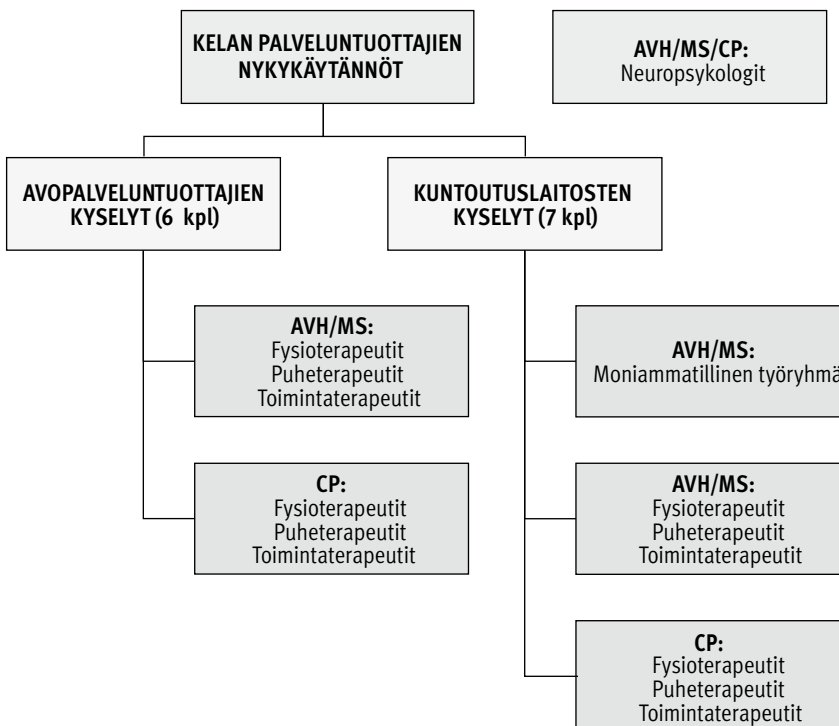 KELAN PALVELUNTUOTTAJIEN
NYKYKÄYTÄNNÖT
AVH/MS/CP:
Neuropsykologit
AVOPALVELUNTUOTTAJIEN
KYSELYT (6 kpl)
KUNTOUTUSLAITOSTEN
KYSELYT (7 kpl)
AVH/MS:
Fysioterapeutit
Puheterapeutit
Toimintaterapeutit
AVH/MS:
Moniammatillinen työryhmä
CP:
Fysioterapeutit
Puheterapeutit
Toimintaterapeutit
AVH/MS:
Fysioterapeutit
Puheterapeutit
Toimintaterapeutit
CP:
Fysioterapeutit
Puheterapeutit
Toimintaterapeutit